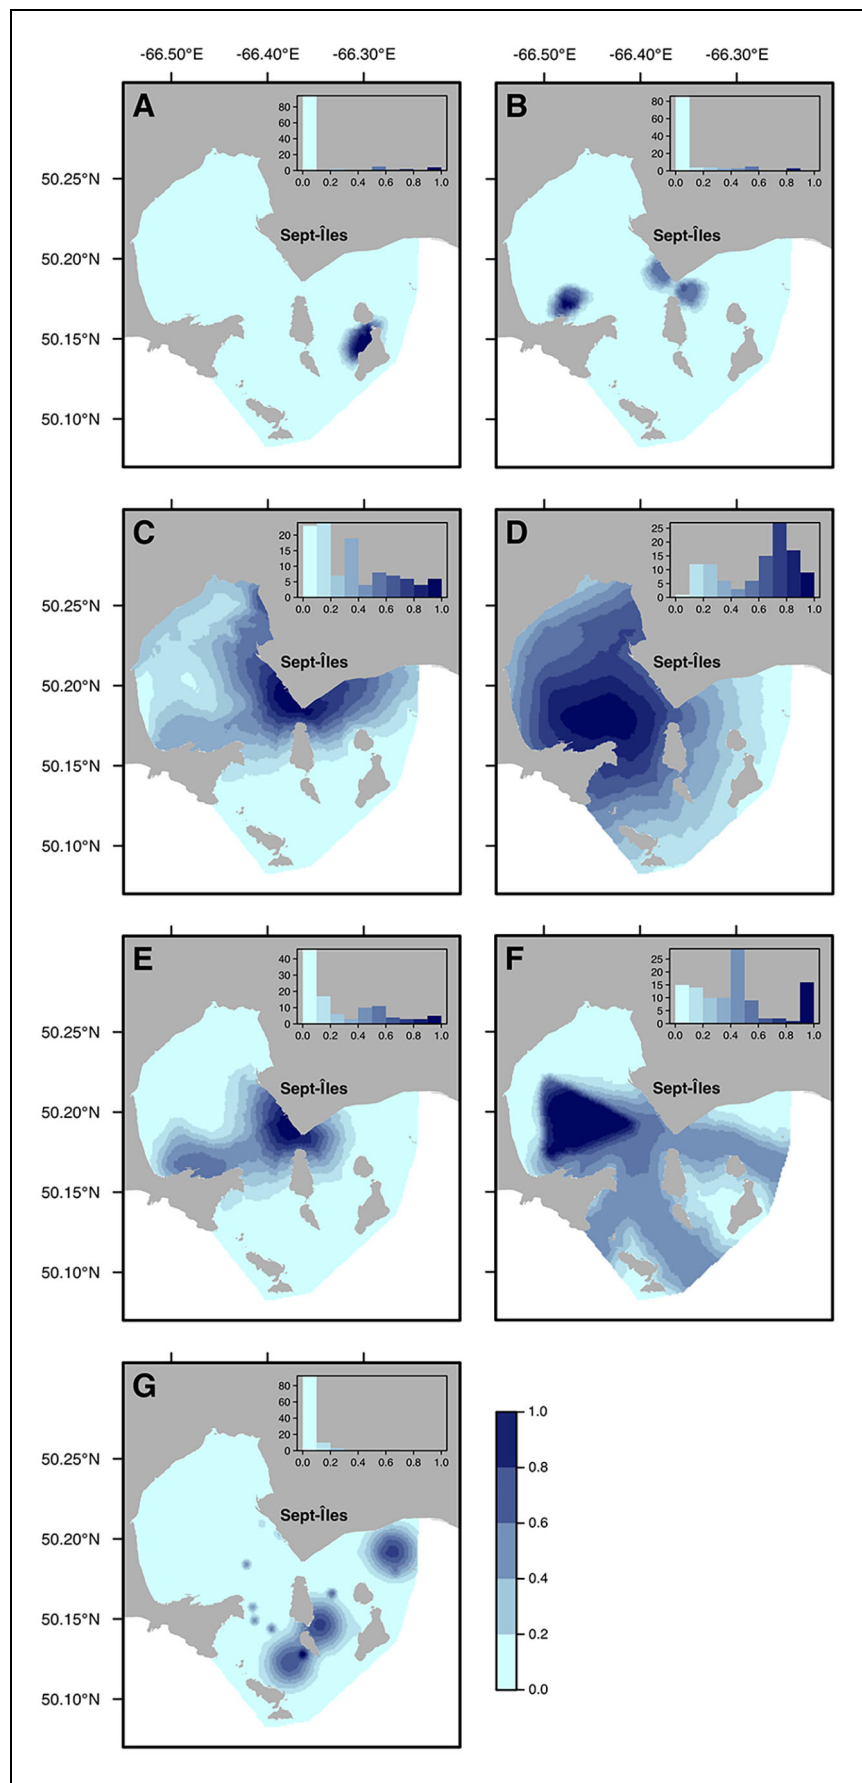 -66.50°E -66.40°E -66.30°E -66.50°E -66.40°E -66.30°E
A B
80 80
60 60
40 40
20 20
0 0
0.0 0.2 0.4 0.6 0.8 1.0 0.0 0.2 0.4 0.6 0.8 1.0
50.25°N
Sept-Îles Sept-Îles
50.20°N
50.15°N
50.10°N
C D
20 25
15 20
10 15
5 10
0 5
0
0.0 0.2 0.4 0.6 0.8 1.0 0.0 0.2 0.4 0.6 0.8 1.0
50.25°N
Sept-Îles Sept-Îles
50.20°N
50.15°N
50.10°N
E F
40 25
30 20
20 15
10 10
0 5
0
0.0 0.2 0.4 0.6 0.8 1.0 0.0 0.2 0.4 0.6 0.8 1.0
50.25°N
Sept-Îles Sept-Îles
50.20°N
50.15°N
50.10°N
G
80
60
40
20
0
0.0 0.2 0.4 0.6 0.8 1.0
50.25°N
Sept-Îles
50.20°N
50.15°N
50.10°N
1.0
0.8
0.6
0.4
0.2
0.0